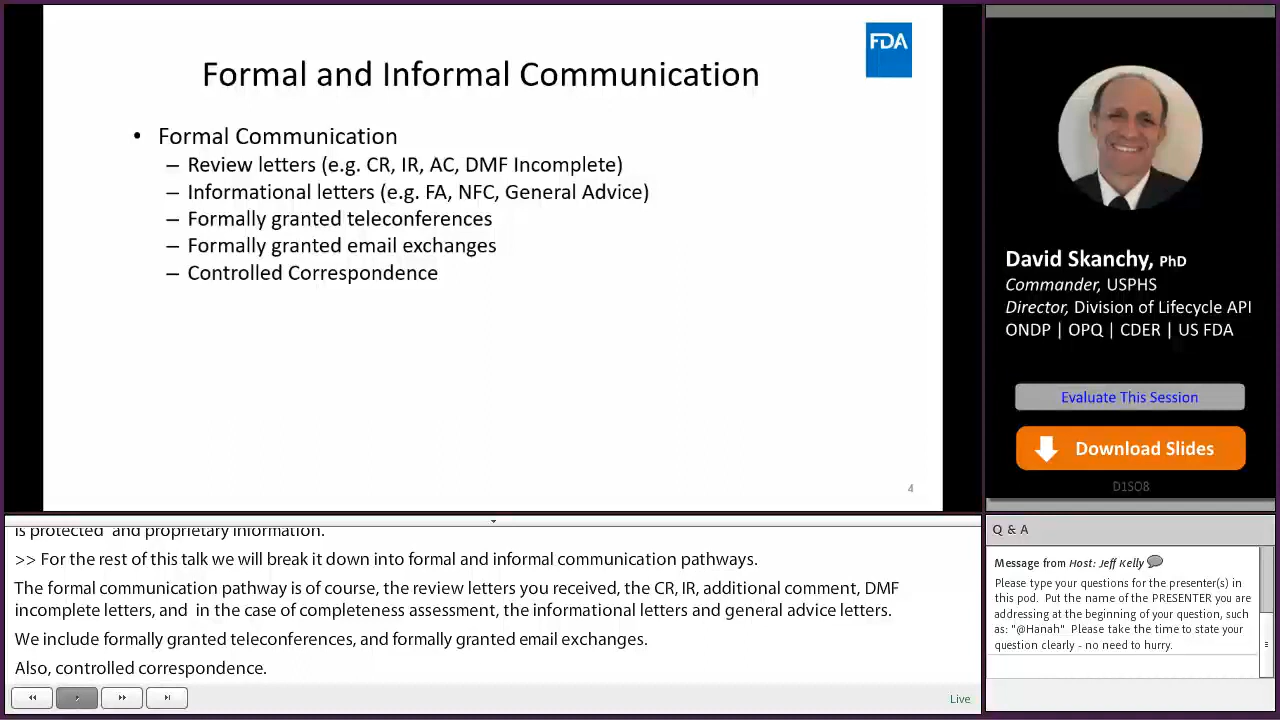 FDA
Formal and Informal Communication
• Formal Communication
– Review letters (e.g. CR, IR, AC, DMF Incomplete)
– Informational letters (e.g. FA, NFC, General Advice)
– Formally granted teleconferences
– Formally granted email exchanges
– Controlled Correspondence
4
David Skanchy, PhD
Commander, USPHS
Director, Division of Lifecycle API
ONDP | OPQ | CDER | US FDA
Evaluate This Session
Download Slides
D1S08
is protected and proprietary information.
>> For the rest of this talk we will break it down into formal and informal communication pathways.
The formal communication pathway is of course, the review letters you received, the CR, IR, additional comment, DMF
incomplete letters, and in the case of completeness assessment, the informational letters and general advice letters.
We include formally granted teleconferences, and formally granted email exchanges.
Also, controlled correspondence.
Live
Q & A
Message from Host: Jeff Kelly
Please type your questions for the presenter(s) in
this pod. Put the name of the PRESENTER you are
addressing at the beginning of your question, such
as: "@Hanah" Please take the time to state your
question clearly - no need to hurry.